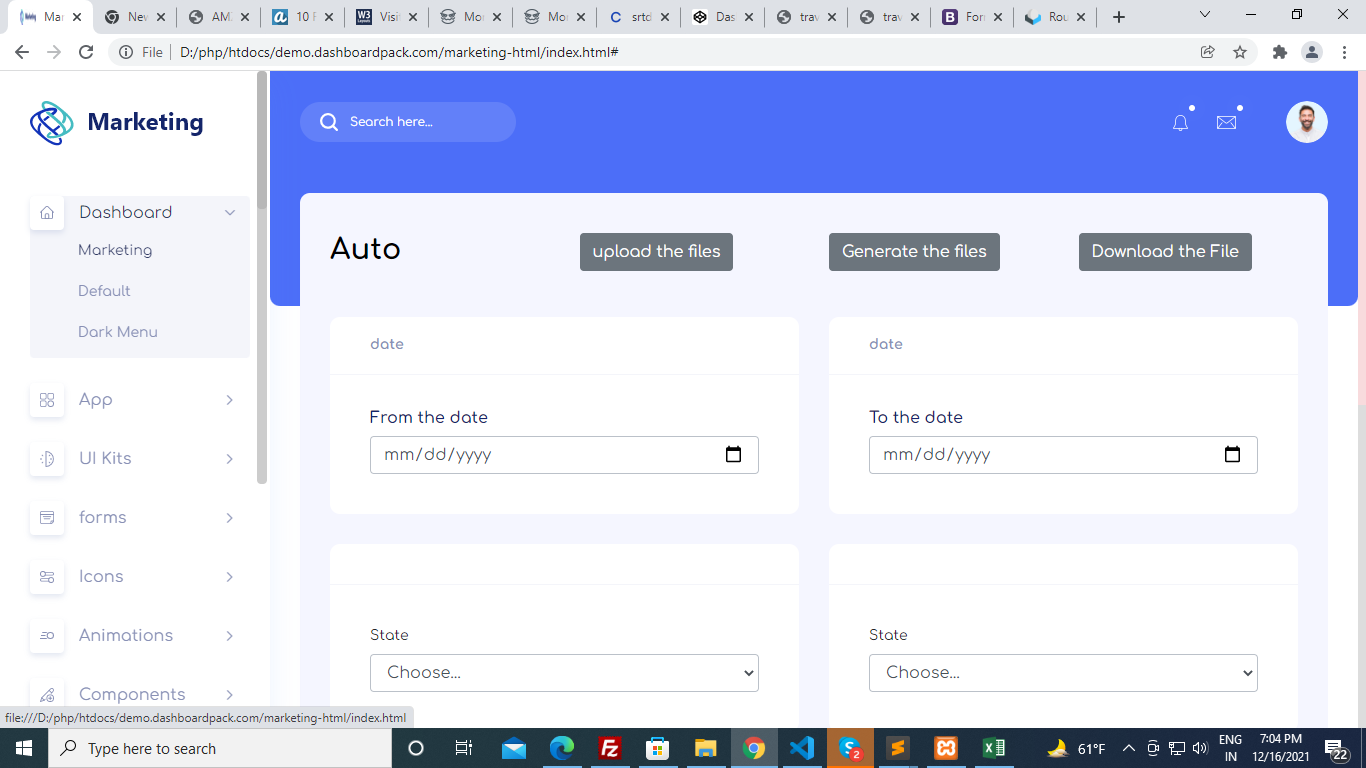 Mar
New
AM.
10 F
Visi
Mor
Mor
srtd
Das
trav
trav
Forr
Rou
File
D:/php/htdocs/demo.dashboardpack.com/marketing-html/index.html#
Marketing
Search here...
Dashboard
Marketing
Default
Dark Menu
App
UI Kits
forms
Icons
Animations
Components
Auto
upload the files
Generate the files
Download the File
date
date
From the date
To the date
mm/dd/yyyy
mm/dd/yyyy
State
State
Choose...
Choose...
file:///D:/php/htdocs/demo.dashboardpack.com/marketing-html/index.html
Type here to search
2
61°F
ENG
IN
7:04 PM
12/16/2021
22